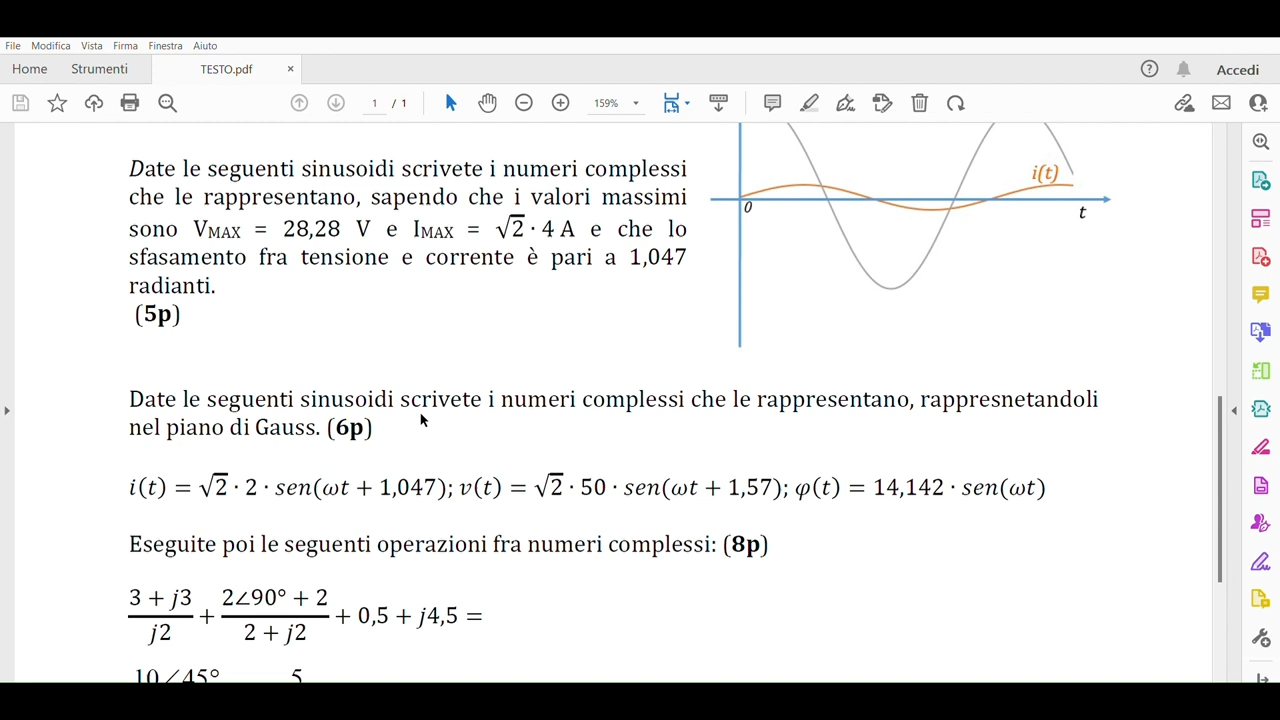 File Modifica Vista Firma Finestra Aiuto
Home Strumenti TESTO.pdf × Accedi
1 / 1 159%
Date le seguenti sinusoidi scrivete i numeri complessi
che le rappresentano, sapendo che i valori massimi
sono VMAX = 28,28 V e IMAX = √2 · 4 A e che lo
sfasamento fra tensione e corrente è pari a 1,047
radianti.
(5p)
i(t)
0
t
Date le seguenti sinusoidi scrivete i numeri complessi che le rappresentano, rappresnetandoli
nel piano di Gauss. (6p)
i(t) = √2 · 2 · sen(ωt + 1,047); v(t) = √2 · 50 · sen(ωt + 1,57); φ(t) = 14,142 · sen(ωt)
Eseguite poi le seguenti operazioni fra numeri complessi: (8p)
3 + j3 2∠90° + 2
+ + 0,5 + j4,5 =
j2 2 + j2
10∠45° 5